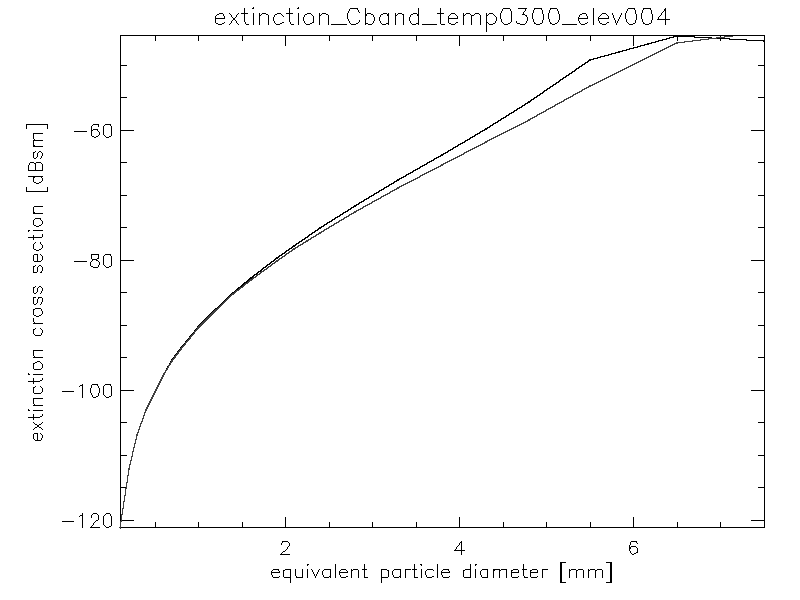 extinction_Cband_temp0300_elev004
extinction cross section [dBsm]
-60
-80
-100
-120
2 4 6
equivalent particle diameter [mm]